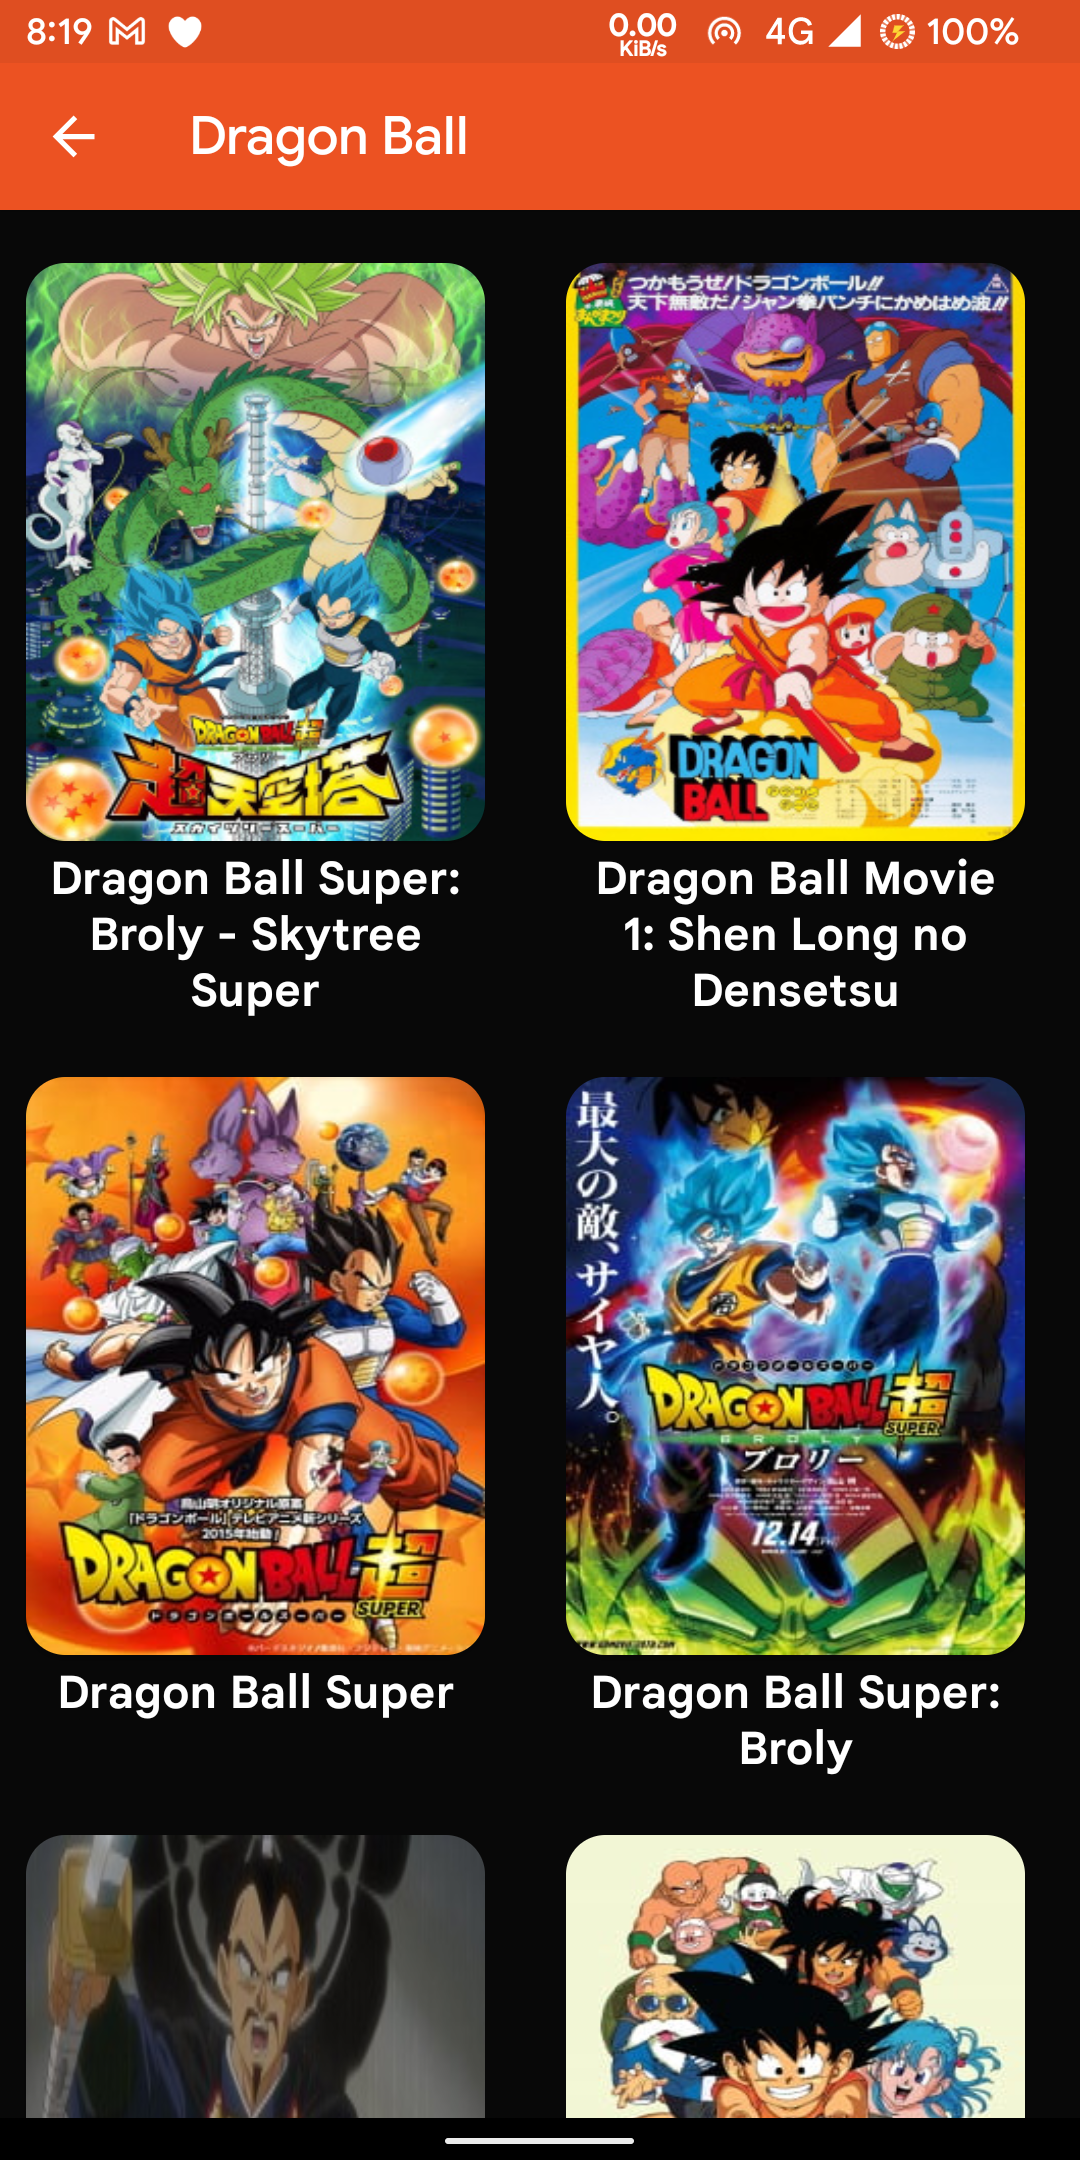 8:19
0.00
KiB/s
4G
100%
Dragon Ball
DRAGON BALL 超
超天空塔
スカイツリースーパー
Dragon Ball Super:
Broly - Skytree
Super
つかもうぜ!ドラゴンボール!!
天下無敵だ!ジャン拳パンチにかめはめ波!!
DRAGON
BALL
Dragon Ball Movie
1: Shen Long no
Densetsu
鳥山明オリジナル原案
「ドラゴンボール」テレビアニメ新シリーズ
2015年始動!
DRAGON BALL 超
SUPER
ドラゴンボールスーパー
Dragon Ball Super
最大の敵、サイヤ人。
ドラゴンボールスーパー
DRAGON BALL 超
SUPER
BROLY
ブロリー
12.14
Dragon Ball Super:
Broly